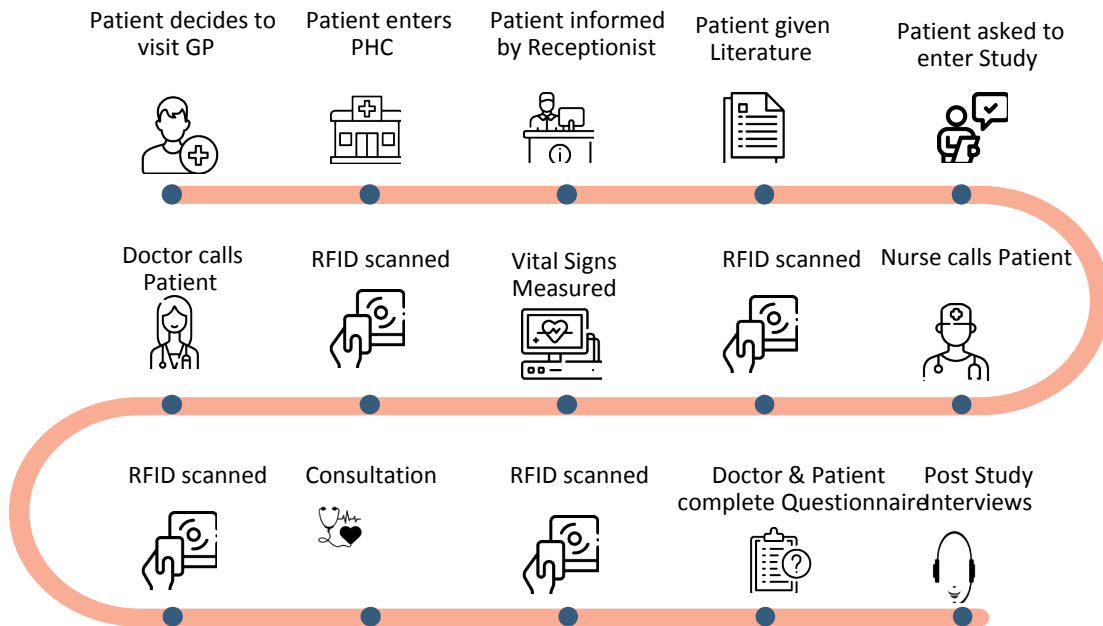 Patient decides to
visit GP
Patient enters
PHC
Patient informed
by Receptionist
Patient given
Literature
Patient asked to
enter Study
Doctor calls
Patient
RFID scanned
Vital Signs
Measured
RFID scanned
Nurse calls Patient
RFID scanned
Consultation
RFID scanned
Doctor & Patient
complete Questionnaire
Post Study
Interviews